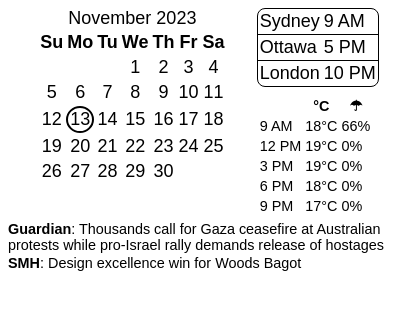 November 2023
Su Mo Tu We Th Fr Sa
1 2 3 4
5 6 7 8 9 10 11
12 13 14 15 16 17 18
19 20 21 22 23 24 25
26 27 28 29 30
Sydney 9 AM
Ottawa 5 PM
London 10 PM
°C ☂
9 AM 18°C 66%
12 PM 19°C 0%
3 PM 19°C 0%
6 PM 18°C 0%
9 PM 17°C 0%
Guardian: Thousands call for Gaza ceasefire at Australian
protests while pro-Israel rally demands release of hostages
SMH: Design excellence win for Woods Bagot